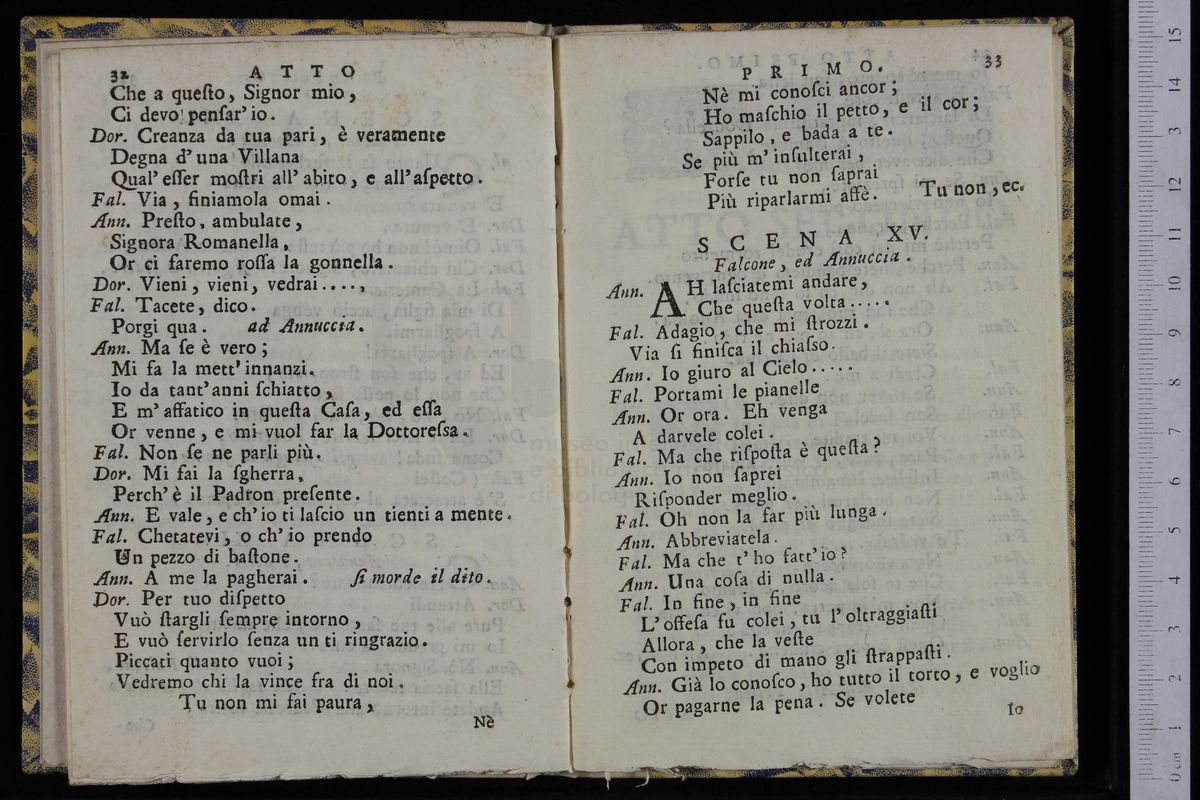 32 ATTO
Che a queſto, Signor mio,
Ci devo penſar' io.
Dor. Creanza da tua pari, è veramente
Degna d' una Villana
Qual' eſſer moſtri all' abito, e all' aſpetto.
Fal. Via, finiamola omai.
Ann. Preſto, ambulate,
Signora Romanella,
Or ci faremo roſſa la gonnella.
Dor. Vieni, vieni, vedrai....,
Fal. Tacete, dico.
Porgi qua. ad Annuccia.
Ann. Ma ſe è vero;
Mi fa la mett' innanzi.
Io da tant' anni ſchiatto,
E m' affatico in queſta Caſa, ed eſſa
Or venne, e mi vuol far la Dottoreſsa.
Fal. Non ſe ne parli più.
Dor. Mi fai la ſgherra,
Perch' è il Padron preſente.
Ann. E vale, e ch' io ti laſcio un tienti a mente.
Fal. Chetatevi, o ch' io prendo
Un pezzo di baſtone.
Ann. A me la pagherai. ſi morde il dito.
Dor. Per tuo diſpetto
Vuò ſtargli ſempre intorno,
E vuò ſervirlo ſenza un ti ringrazio.
Piccati quanto vuoi;
Vedremo chi la vince fra di noi.
Tu non mi fai paura,
Nè
PRIMO. 33
Nè mi conoſci ancor;
Ho maſchio il petto, e il cor;
Sappilo, e bada a te.
Se più m' inſulterai,
Forſe tu non ſaprai
Più riparlarmi affè. Tu non, ec.
SCENA XV.
Falcone, ed Annuccia.
Ann. AH laſciatemi andare,
Che queſta volta.....
Fal. Adagio, che mi ſtrozzi.
Via ſi finiſca il chiaſso.
Ann. Io giuro al Cielo.....
Fal. Portami le pianelle
Ann. Or ora. Eh venga
A darvele colei.
Fal. Ma che riſpoſta è queſta?
Ann. Io non ſaprei
Riſponder meglio.
Fal. Oh non la far più lunga.
Ann. Abbreviatela.
Fal. Ma che t' ho fatt' io?
Ann. Una coſa di nulla.
Fal. In fine, in fine
L' offeſa fu colei, tu l' oltraggiaſti
Allora, che la veſte
Con impeto di mano gli ſtrappaſti.
Ann. Già lo conoſco, ho tutto il torto, e voglio
Or pagarne la pena. Se volete
Io